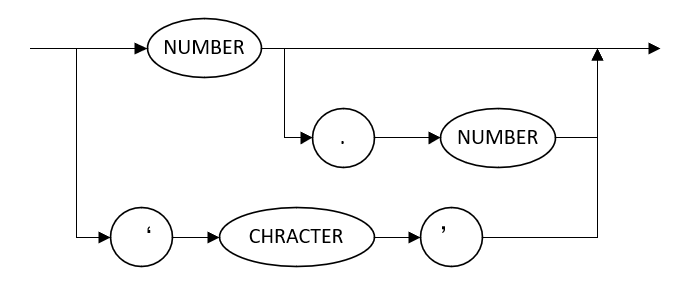 NUMBER
. NUMBER
‘ CHRACTER ’